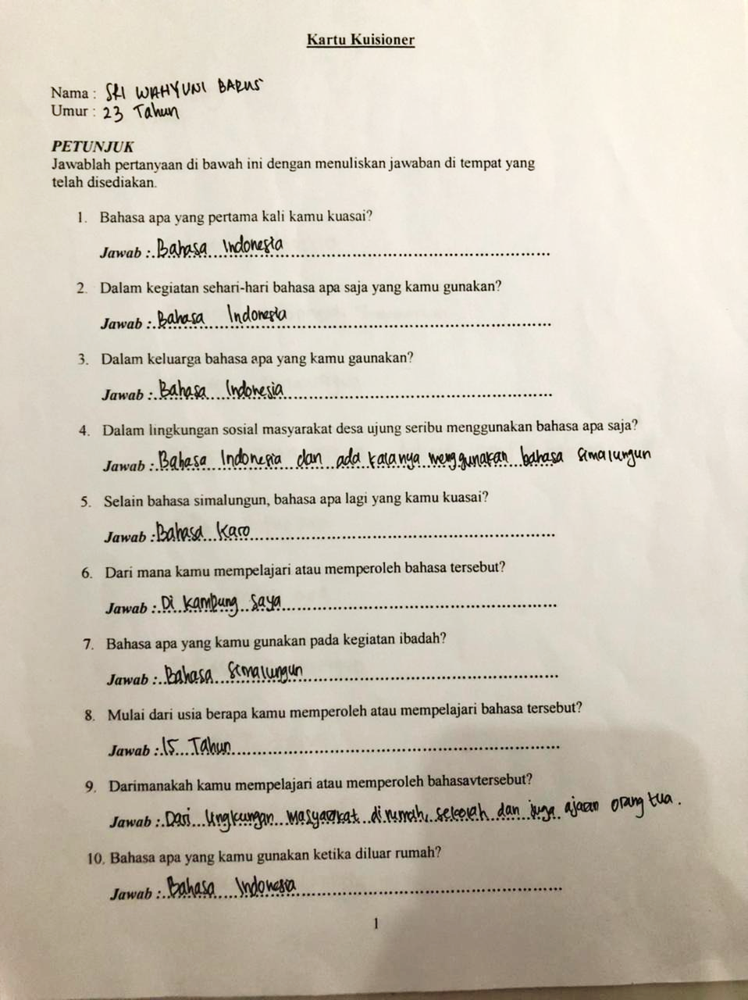 Kartu Kuisioner
Nama : SRI WAHYUNI BARUS
Umur : 23 Tahun
PETUNJUK
Jawablah pertanyaan di bawah ini dengan menuliskan jawaban di tempat yang
telah disediakan.
1. Bahasa apa yang pertama kali kamu kuasai?
Jawab : Bahasa Indonesia
2. Dalam kegiatan sehari-hari bahasa apa saja yang kamu gunakan?
Jawab : Bahasa Indonesia
3. Dalam keluarga bahasa apa yang kamu gaunakan?
Jawab : Bahasa Indonesia
4. Dalam lingkungan sosial masyarakat desa ujung seribu menggunakan bahasa apa saja?
Jawab : Bahasa Indonesia dan ada kalanya menggunakan bahasa Simalungun
5. Selain bahasa simalungun, bahasa apa lagi yang kamu kuasai?
Jawab : Bahasa Karo
6. Dari mana kamu mempelajari atau memperoleh bahasa tersebut?
Jawab : Di kampung saya
7. Bahasa apa yang kamu gunakan pada kegiatan ibadah?
Jawab : Bahasa Simalungun
8. Mulai dari usia berapa kamu memperoleh atau mempelajari bahasa tersebut?
Jawab : 15 Tahun
9. Darimanakah kamu mempelajari atau memperoleh bahasavtersebut?
Jawab : Dari lingkungan masyarakat dirumah, sekolah dan juga ajaran orang tua.
10. Bahasa apa yang kamu gunakan ketika diluar rumah?
Jawab : Bahasa Indonesia
1